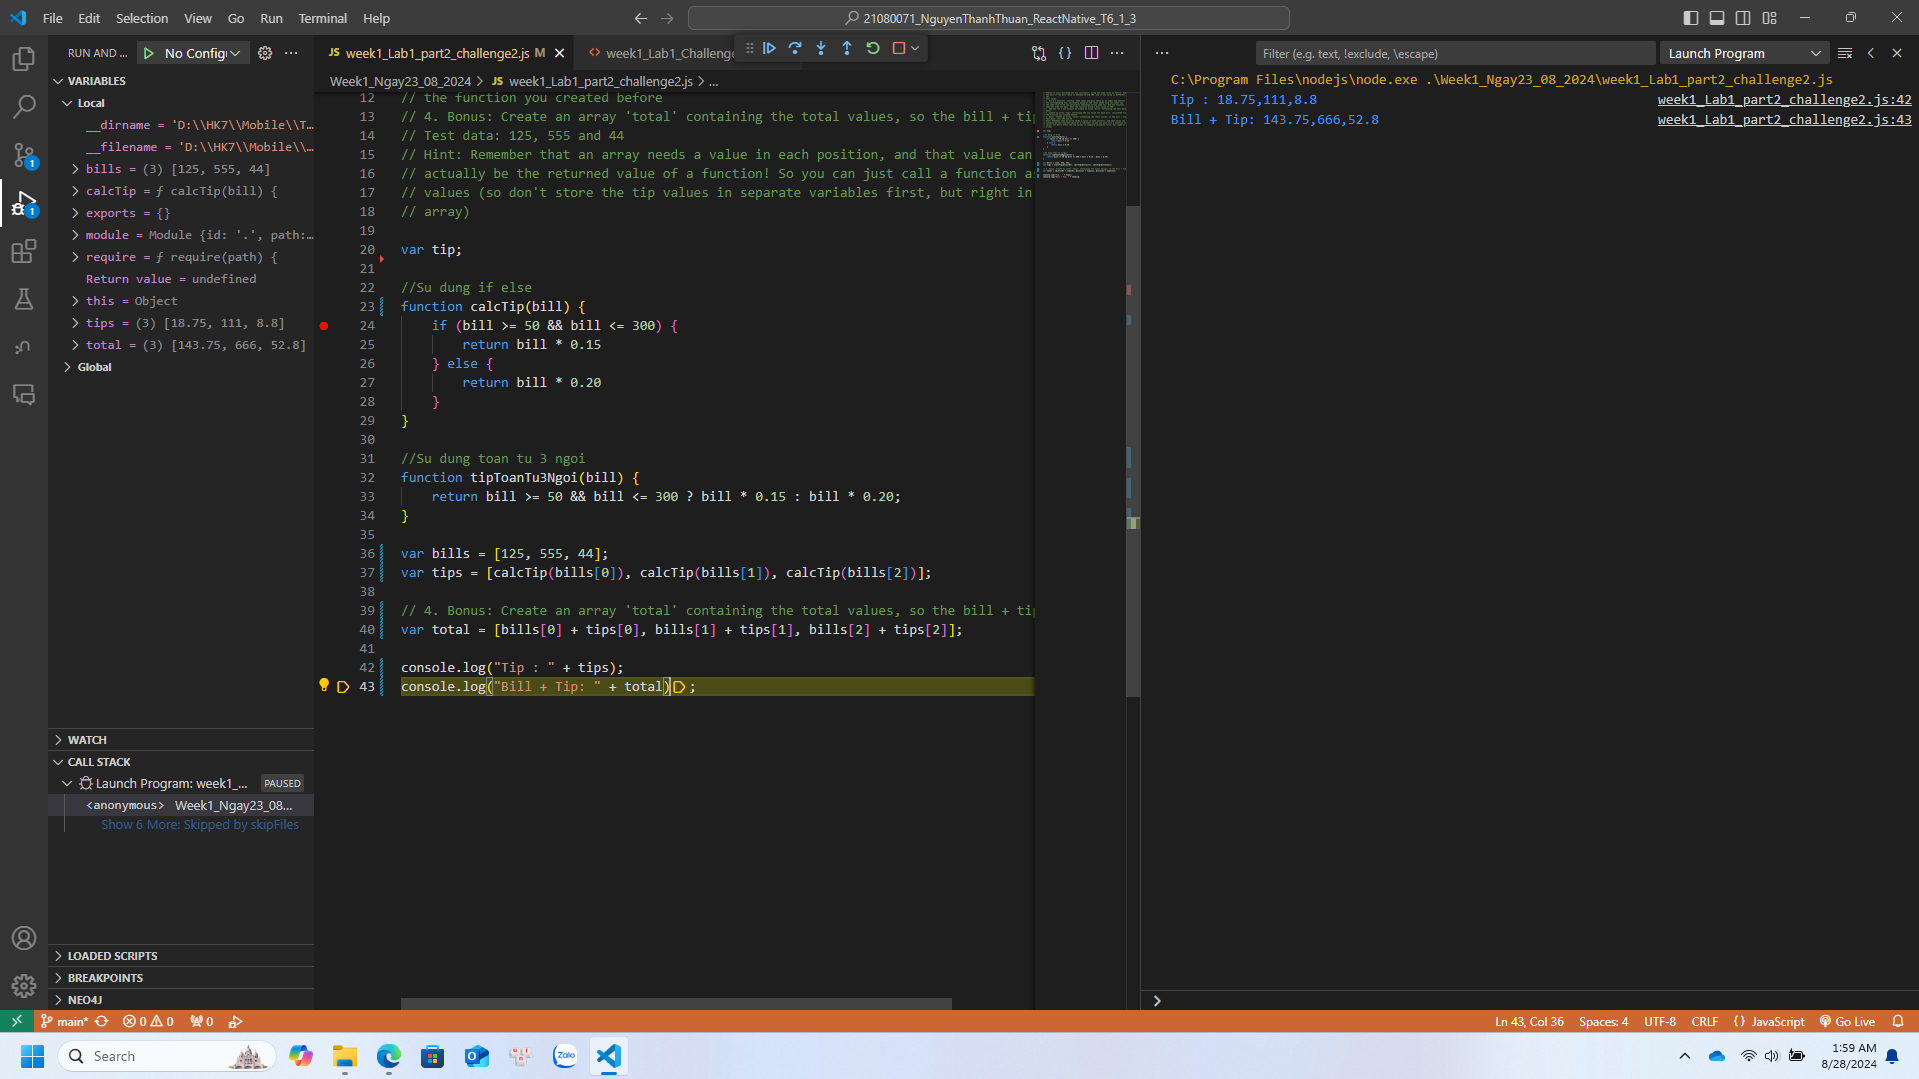 File Edit Selection View Go Run Terminal Help
21080071_NguyenThanhThuan_ReactNative_T6_1_3
RUN AND ... No Config
VARIABLES
Local
__dirname = 'D:\\HK7\\Mobile\\T...
__filename = 'D:\\HK7\\Mobile\\...
bills = (3) [125, 555, 44]
calcTip = ƒ calcTip(bill) {
exports = {}
module = Module {id: '.', path:...
require = ƒ require(path) {
Return value = undefined
this = Object
tips = (3) [18.75, 111, 8.8]
total = (3) [143.75, 666, 52.8]
Global
WATCH
CALL STACK
Launch Program: week1_... PAUSED
<anonymous> Week1_Ngay23_08...
Show 6 More: Skipped by skipFiles
LOADED SCRIPTS
BREAKPOINTS
NEO4J
JS week1_Lab1_part2_challenge2.js M
week1_Lab1_Challeng
Week1_Ngay23_08_2024 > JS week1_Lab1_part2_challenge2.js > ...
12 // the function you created before
13 // 4. Bonus: Create an array 'total' containing the total values, so the bill + tip
14 // Test data: 125, 555 and 44
15 // Hint: Remember that an array needs a value in each position, and that value can
16 // actually be the returned value of a function! So you can just call a function as
17 // values (so don't store the tip values in separate variables first, but right in
18 // array)
19
20 var tip;
21
22 //Su dung if else
23 function calcTip(bill) {
24 if (bill >= 50 && bill <= 300) {
25 return bill * 0.15
26 } else {
27 return bill * 0.20
28 }
29 }
30
31 //Su dung toan tu 3 ngoi
32 function tipToanTu3Ngoi(bill) {
33 return bill >= 50 && bill <= 300 ? bill * 0.15 : bill * 0.20;
34 }
35
36 var bills = [125, 555, 44];
37 var tips = [calcTip(bills[0]), calcTip(bills[1]), calcTip(bills[2])];
38
39 // 4. Bonus: Create an array 'total' containing the total values, so the bill + tip
40 var total = [bills[0] + tips[0], bills[1] + tips[1], bills[2] + tips[2]];
41
42 console.log("Tip : " + tips);
43 console.log("Bill + Tip: " + total);
Filter (e.g. text, !exclude, \escape) Launch Program
C:\Program Files\nodejs\node.exe .\Week1_Ngay23_08_2024\week1_Lab1_part2_challenge2.js
Tip : 18.75,111,8.8 week1_Lab1_part2_challenge2.js:42
Bill + Tip: 143.75,666,52.8 week1_Lab1_part2_challenge2.js:43
main* 0 0 0 Ln 43, Col 36 Spaces: 4 UTF-8 CRLF {} JavaScript Go Live
Search Zalo
1:59 AM
8/28/2024